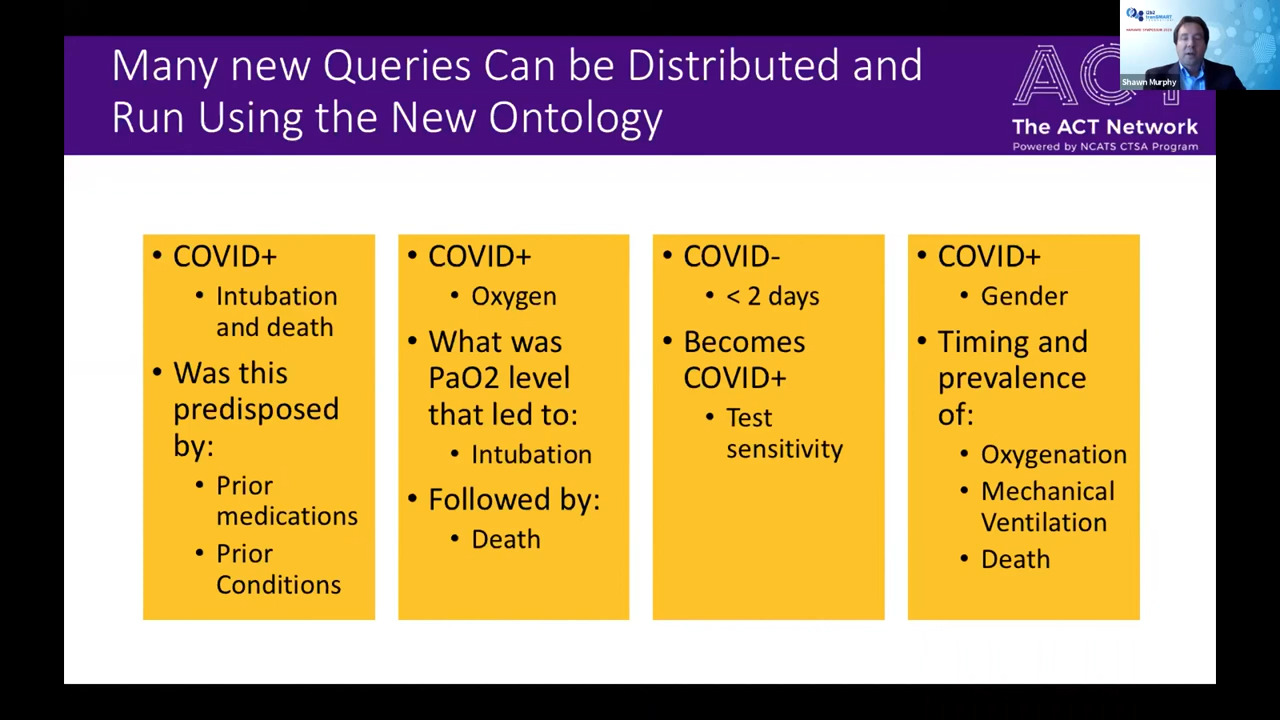 Many new Queries Can be Distributed and
Run Using the New Ontology
The ACT Network
Powered by NCATS CTSA Program
i2b2
tranSMART
Shawn Murphy
• COVID+
• Intubation
and death
• Was this
predisposed
by:
• Prior
medications
• Prior
Conditions
• COVID+
• Oxygen
• What was
PaO2 level
that led to:
• Intubation
• Followed by:
• Death
• COVID-
• < 2 days
• Becomes
COVID+
• Test
sensitivity
• COVID+
• Gender
• Timing and
prevalence
of:
• Oxygenation
• Mechanical
Ventilation
• Death